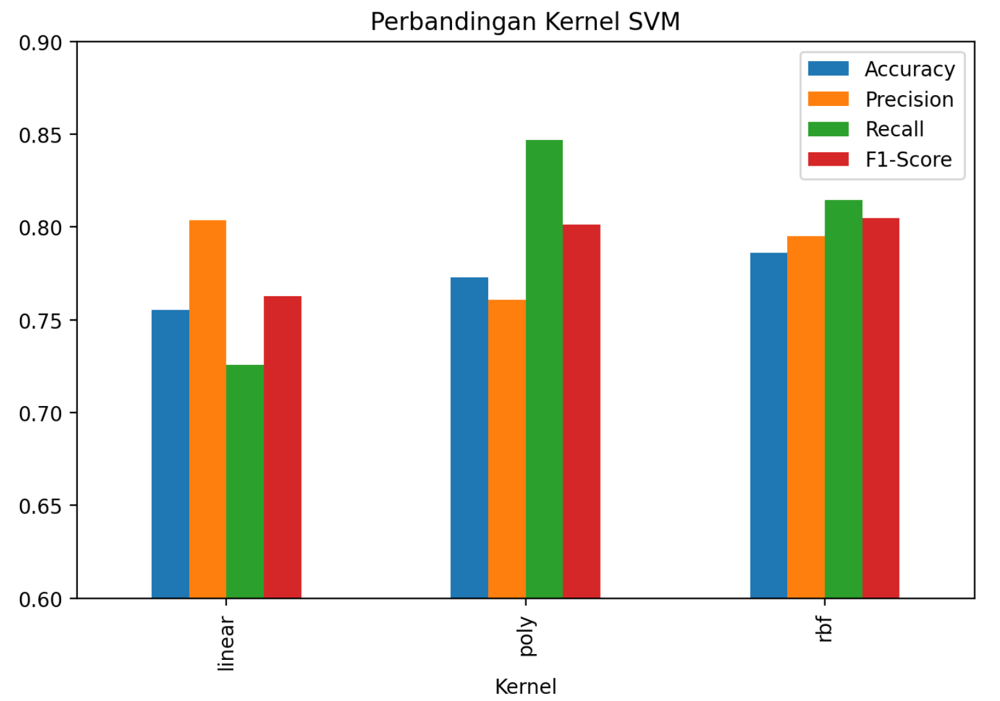 Perbandingan Kernel SVM
0.90
0.85
0.80
0.75
0.70
0.65
0.60
Accuracy
Precision
Recall
F1-Score
linear
poly
rbf
Kernel